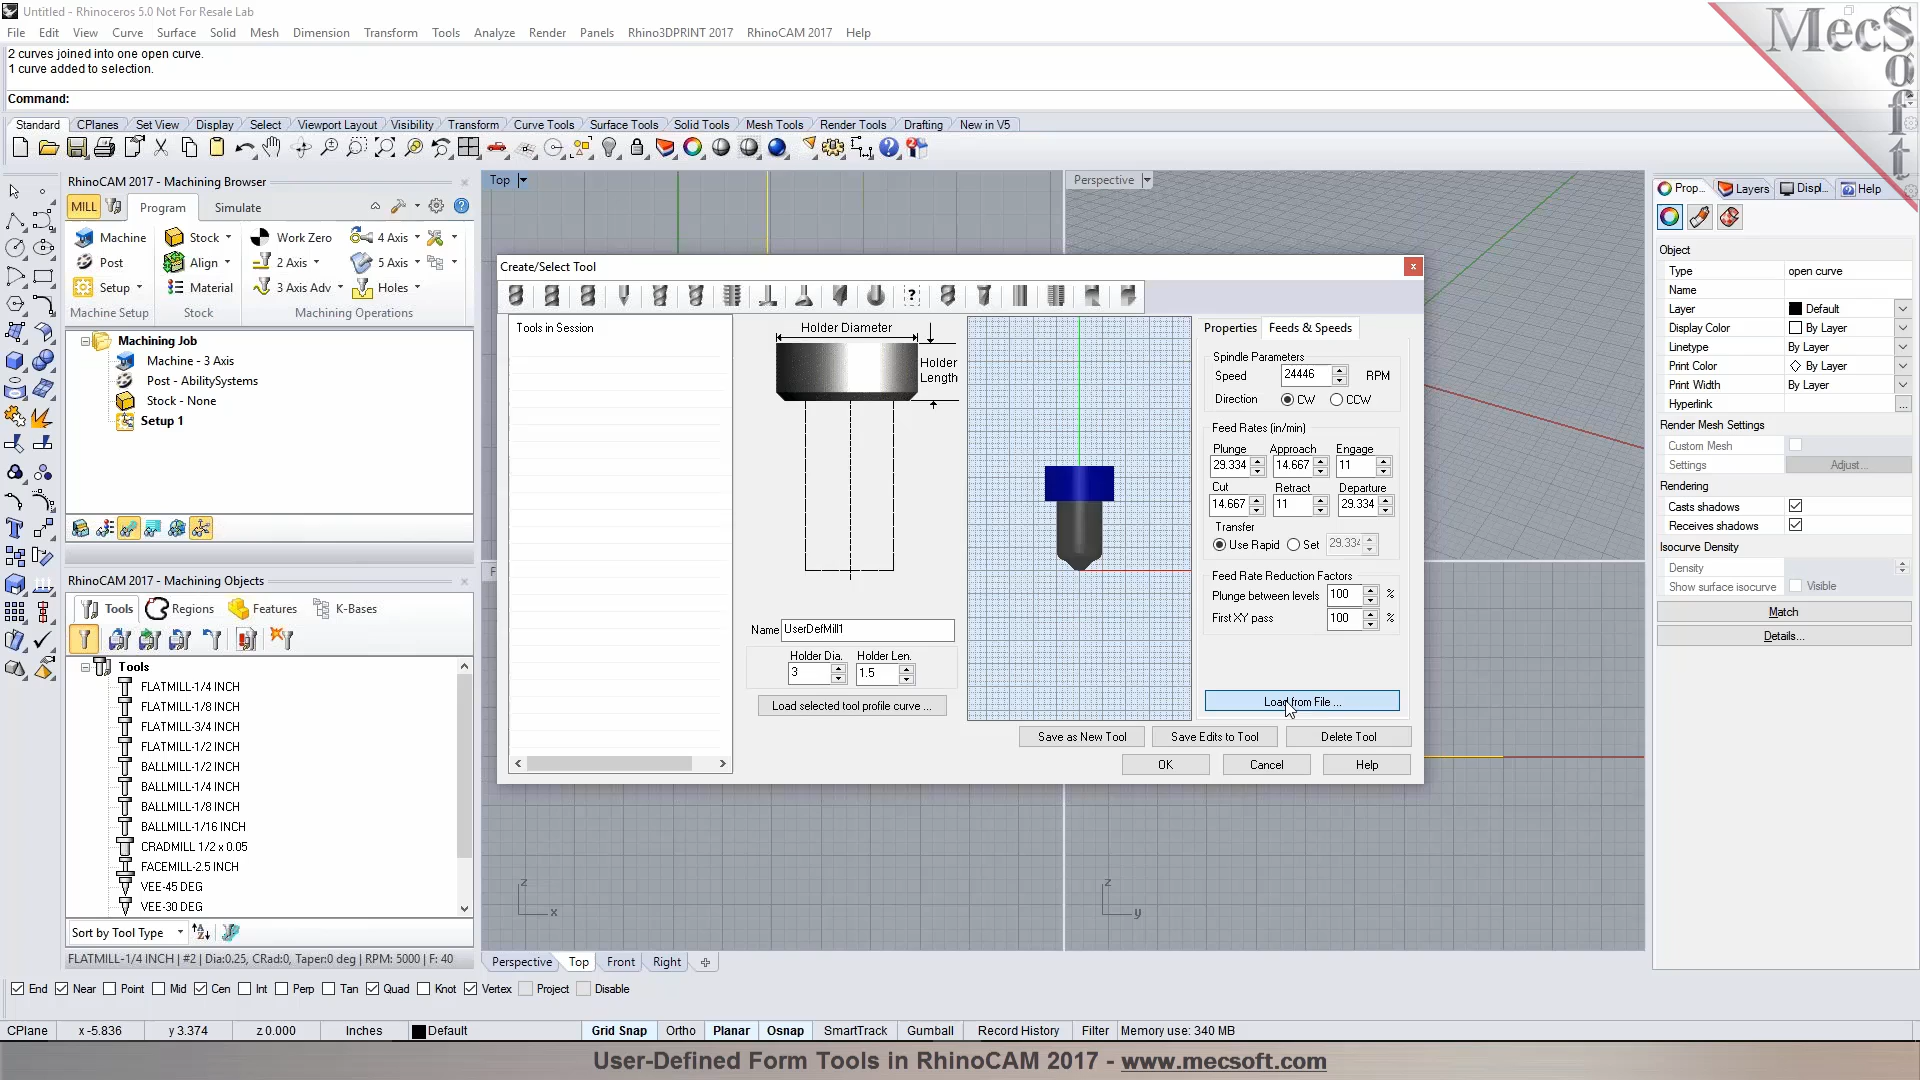 Untitled - Rhinoceros 5.0 Not For Resale Lab
File Edit View Curve Surface Solid Mesh Dimension Transform Tools Analyze Render Panels Rhino3DPRINT 2017 RhinoCAM 2017 Help
2 curves joined into one open curve.
1 curve added to selection.
Command:
MecSoft
Standard CPlanes Set View Display Select Viewport Layout Visibility Transform Curve Tools Surface Tools Solid Tools Mesh Tools Render Tools Drafting New in V5
RhinoCAM 2017 - Machining Browser
MILL Program Simulate
Machine Stock Work Zero 4 Axis
Post Align 2 Axis 5 Axis
Setup Material 3 Axis Adv Holes
Machine Setup Stock Machining Operations
Machining Job
Machine - 3 Axis
Post - AbilitySystems
Stock - None
Setup 1
RhinoCAM 2017 - Machining Objects
Tools Regions Features K-Bases
Tools
FLATMILL-1/4 INCH
FLATMILL-1/8 INCH
FLATMILL-3/4 INCH
FLATMILL-1/2 INCH
BALLMILL-1/2 INCH
BALLMILL-1/4 INCH
BALLMILL-1/8 INCH
BALLMILL-1/16 INCH
CRADMILL 1/2 x 0.05
FACEMILL-2.5 INCH
VEE-45 DEG
VEE-30 DEG
Sort by Tool Type
FLATMILL-1/4 INCH | #2 | Dia:0.25, CRad:0, Taper:0 deg | RPM: 5000 | F: 40
Top
Perspective
Create/Select Tool
Tools in Session
Holder Diameter
Holder
Length
Name UserDefMill1
Holder Dia. Holder Len.
3 1.5
Load selected tool profile curve ...
Properties Feeds & Speeds
Spindle Parameters
Speed 24446 RPM
Direction CW CCW
Feed Rates (in/min)
Plunge Approach Engage
29.334 14.667 11
Cut Retract Departure
14.667 11 29.334
Transfer
Use Rapid Set 29.334
Feed Rate Reduction Factors
Plunge between levels 100 %
First XY pass 100 %
Load from File ...
Save as New Tool Save Edits to Tool Delete Tool
OK Cancel Help
F
z
x
z
y
Perspective Top Front Right
Prop... Layers Displ... Help
Object
Type open curve
Name
Layer Default
Display Color By Layer
Linetype By Layer
Print Color By Layer
Print Width By Layer
Hyperlink ...
Render Mesh Settings
Custom Mesh
Settings Adjust...
Rendering
Casts shadows
Receives shadows
Isocurve Density
Density
Show surface isocurve Visible
Match
Details...
End Near Point Mid Cen Int Perp Tan Quad Knot Vertex Project Disable
CPlane x -5.836 y 3.374 z 0.000 Inches Default Grid Snap Ortho Planar Osnap SmartTrack Gumball Record History Filter Memory use: 340 MB
User-Defined Form Tools in RhinoCAM 2017 - www.mecsoft.com